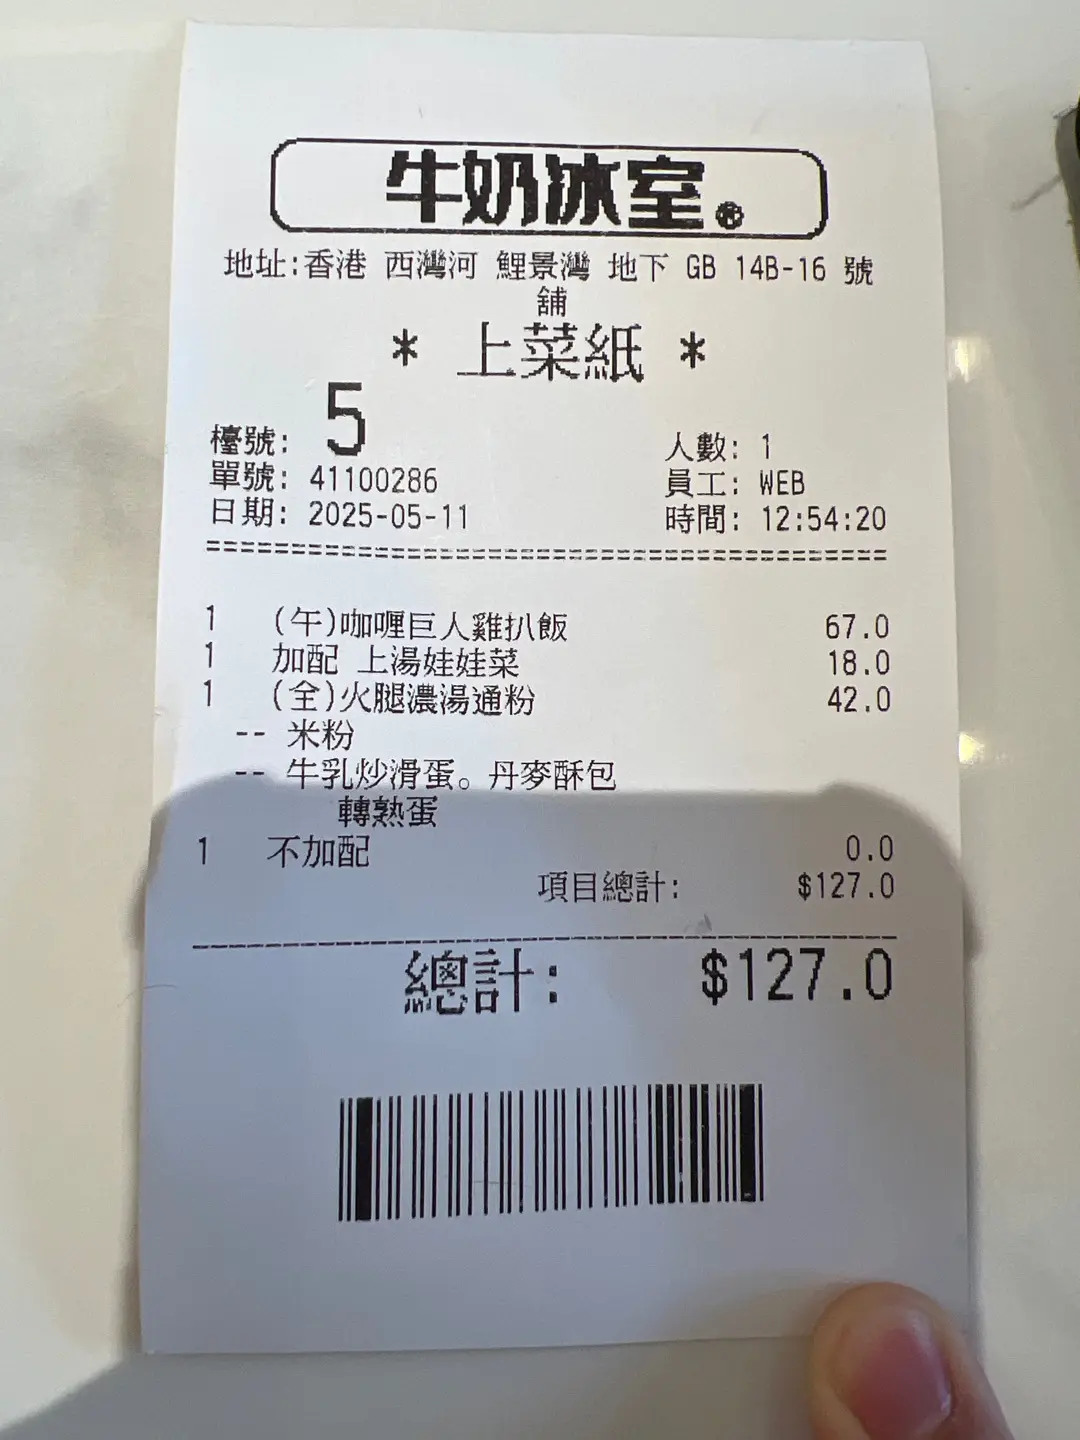 牛奶冰室。®
地址:香港 西灣河 鯉景灣 地下 GB 14B-16 號
舖
* 上菜紙 *
檯號: 5 人數: 1
單號: 41100286 員工: WEB
日期: 2025-05-11 時間: 12:54:20
==========================================
1 (午)咖喱巨人雞扒飯 67.0
1 加配 上湯娃娃菜 18.0
1 (全)火腿濃湯通粉 42.0
-- 米粉
-- 牛乳炒滑蛋。丹麥酥包
轉熟蛋
1 不加配 0.0
項目總計: $127.0
總計: $127.0